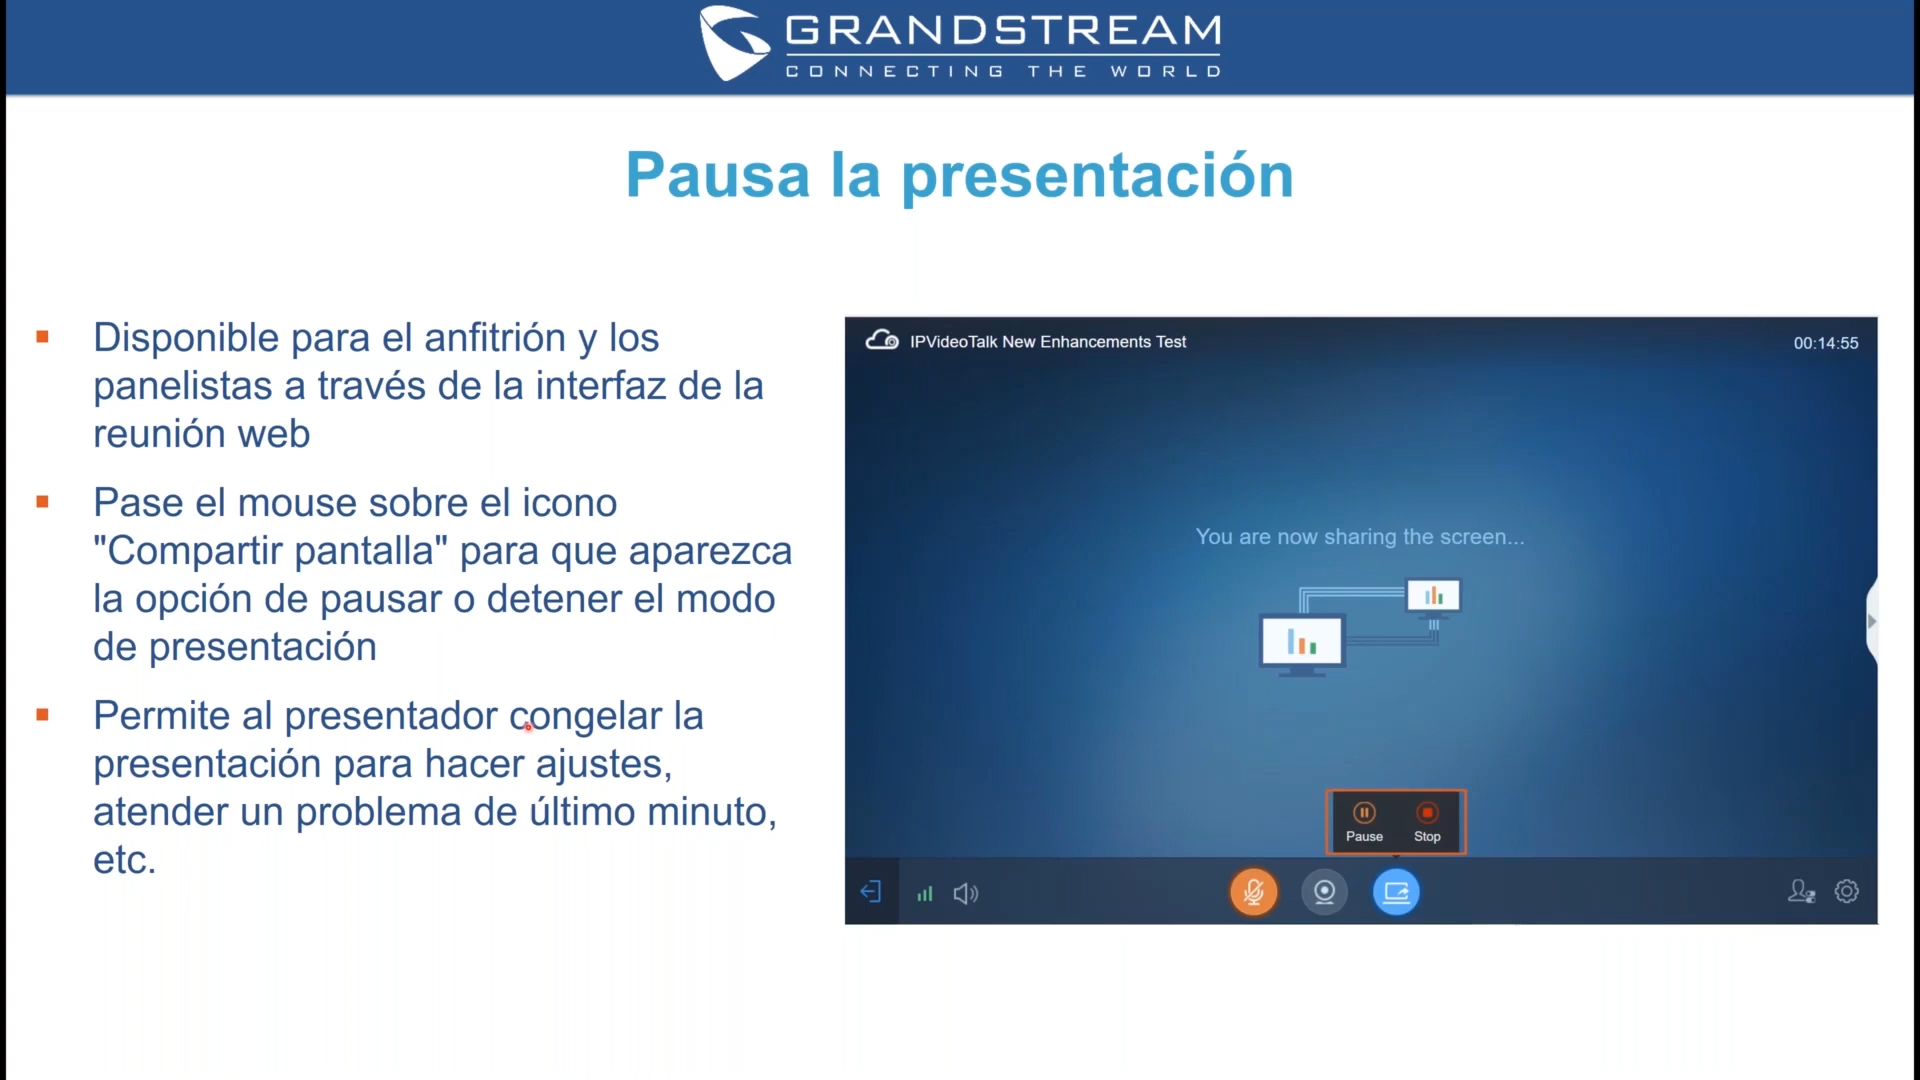 GRANDSTREAM
CONNECTING THE WORLD
Pausa la presentación
Disponible para el anfitrión y los
panelistas a través de la interfaz de la
reunión web
Pase el mouse sobre el icono
"Compartir pantalla" para que aparezca
la opción de pausar o detener el modo
de presentación
Permite al presentador congelar la
presentación para hacer ajustes,
atender un problema de último minuto,
etc.
IPVideoTalk New Enhancements Test
00:14:55
You are now sharing the screen...
Pause
Stop